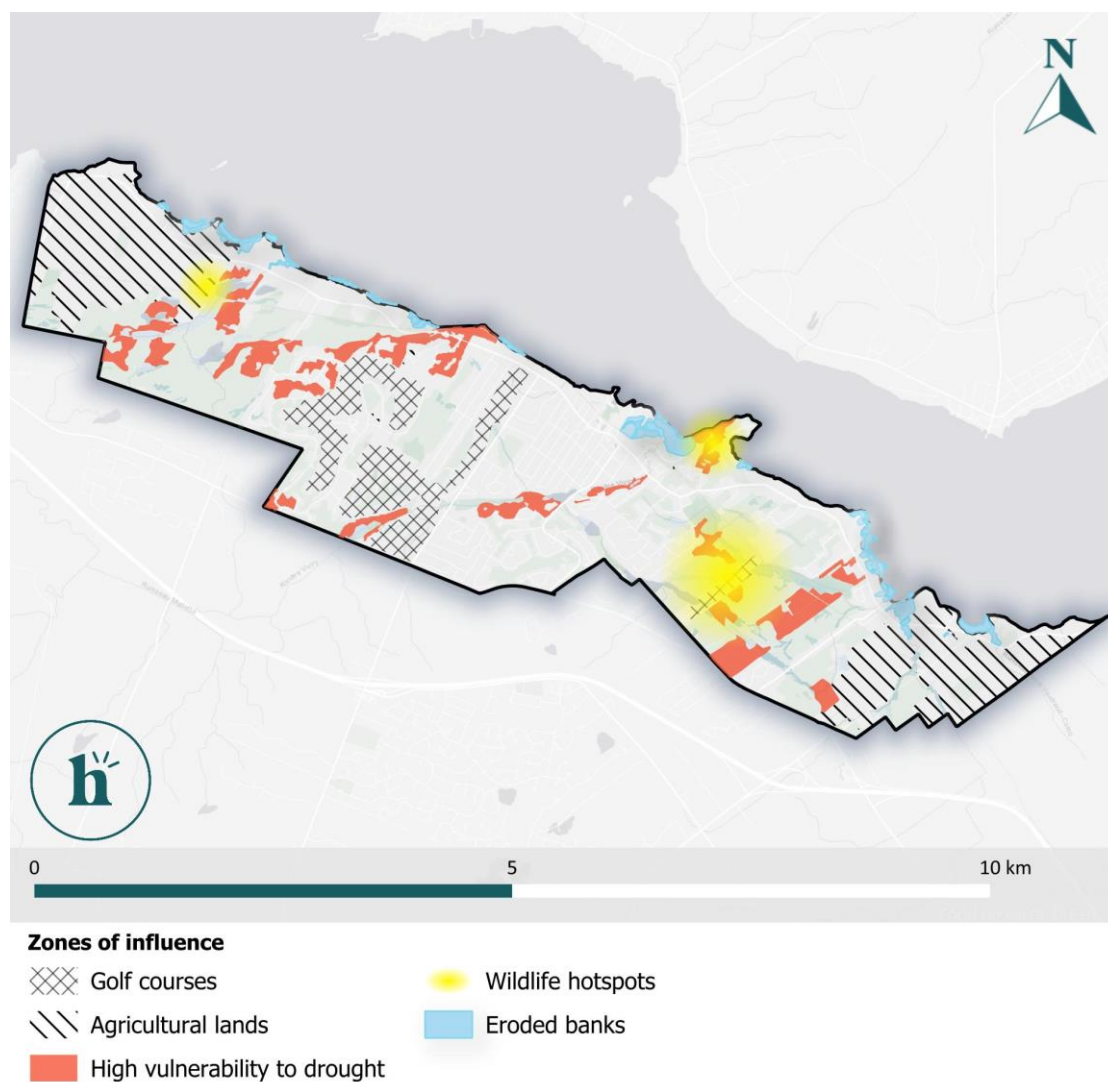 N
h
0 5 10 km
Zones of influence
Golf courses
Wildlife hotspots
Agricultural lands
Eroded banks
High vulnerability to drought